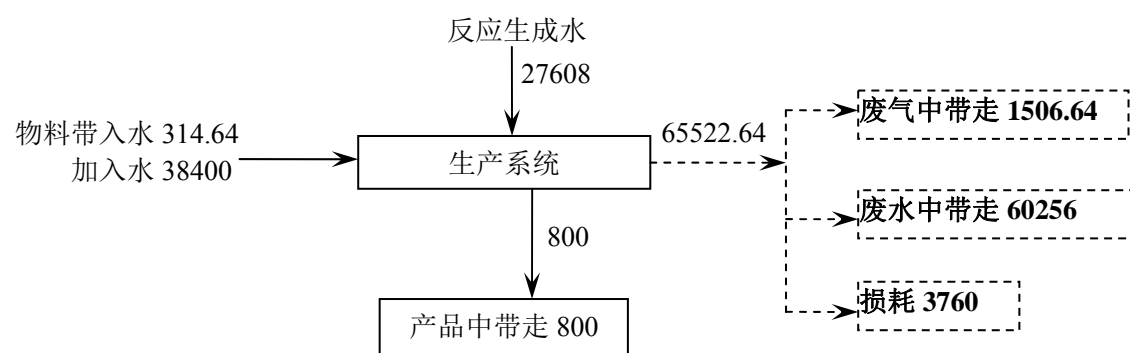 反应生成水
27608
废气中带走 1506.64
物料带入水 314.64
加入水 38400
生产系统
65522.64
废水中带走 60256
800
损耗 3760
产品中带走 800